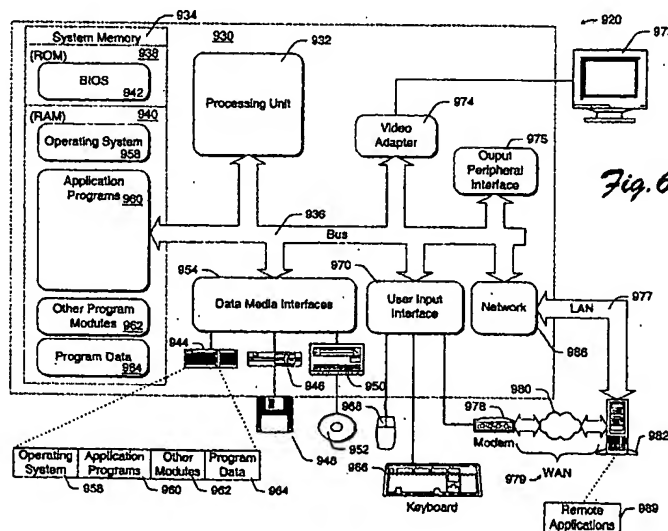 934
System Memory
(ROM) 938
BIOS
942
(RAM) 940
Operating System
958
Application Programs
960
Other Program Modules 962
Program Data
964
930
932
Processing Unit
920
974
Video Adapter
975
Ouput Peripheral Interface
Fig. 6
936
Bus
954
Data Media Interfaces
970
User Input Interface
Network
986
977
LAN
944
946
950
948
952
968
966
Keyboard
978
Modem
980
979
WAN
982
Operating System
Application Programs
Other Modules
Program Data
958
960
962
964
Remote Applications
989